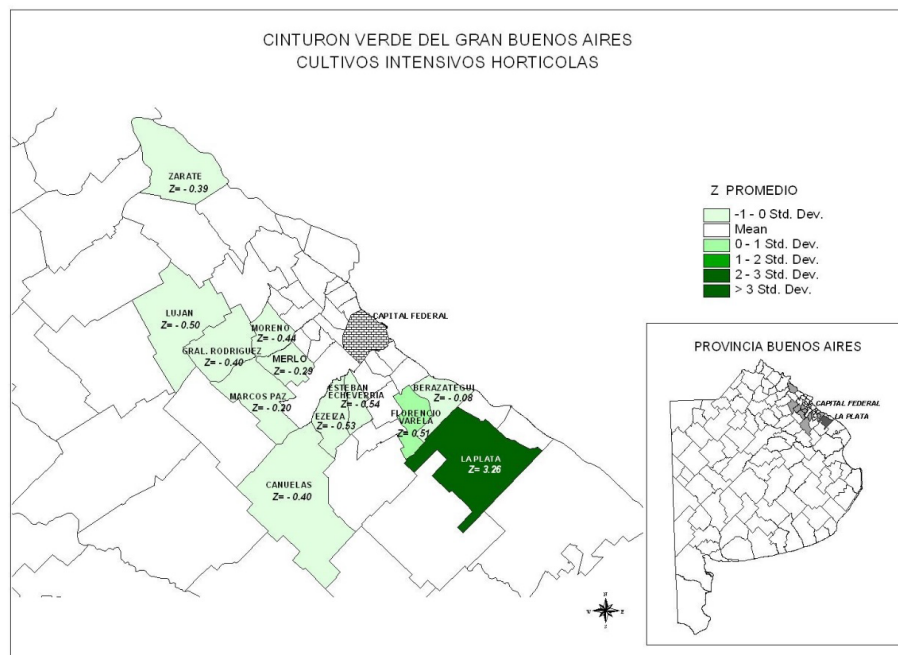 CINTURON VERDE DEL GRAN BUENOS AIRES
CULTIVOS INTENSIVOS HORTICOLAS
ZARATE
Z= - 0.39
LUJAN
Z= - 0.50
GRAL. RODRIGUEZ
Z= - 0.40
MORENO
Z= - 0.44
MERLO
Z= - 0.29
MARCOS PAZ
Z= - 0.20
CAPITAL FEDERAL
ESTEBAN
ECHEVERRIA
Z= - 0.54
EZEIZA
Z= - 0.53
BERAZATEGUI
Z= - 0.08
FLORENCIO
VARELA
Z= 0.51
LA PLATA
Z= 3.26
CANUELAS
Z= - 0.40
Z PROMEDIO
-1 - 0 Std. Dev.
Mean
0 - 1 Std. Dev.
1 - 2 Std. Dev.
2 - 3 Std. Dev.
> 3 Std. Dev.
PROVINCIA BUENOS AIRES
CAPITAL FEDERAL
LA PLATA